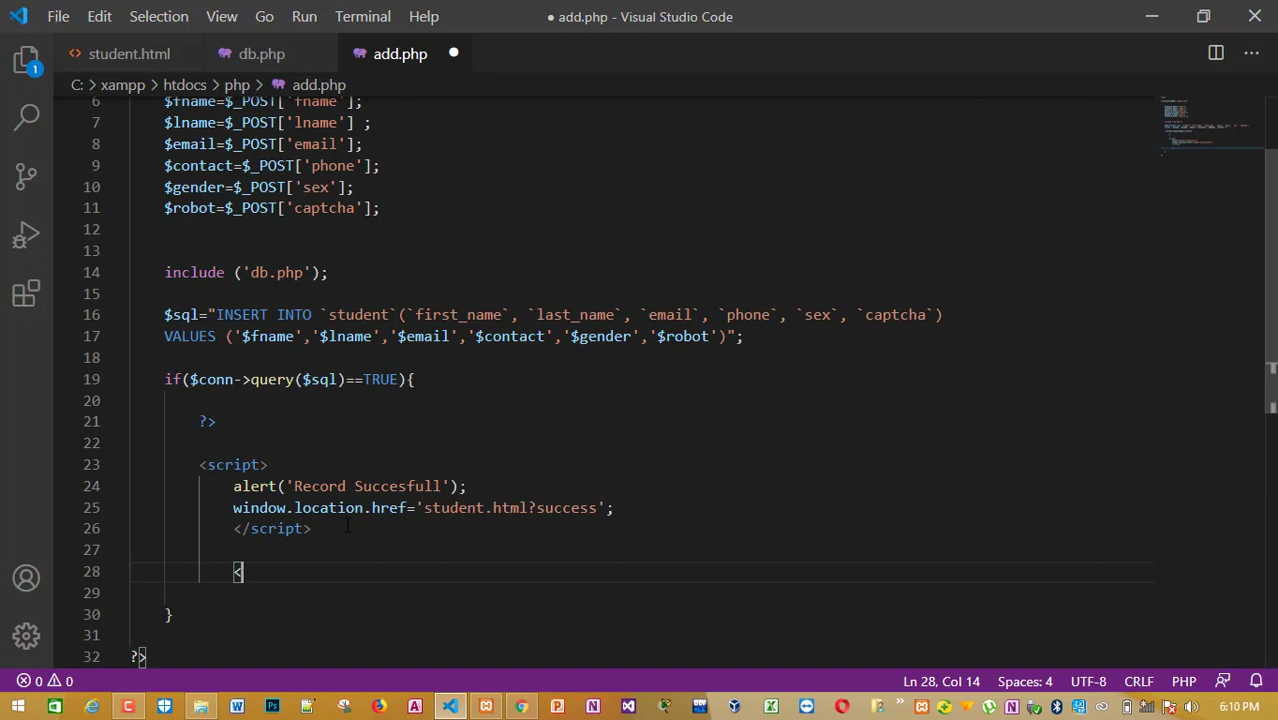 File Edit Selection View Go Run Terminal Help ● add.php - Visual Studio Code
student.html db.php add.php
C: > xampp > htdocs > php > add.php
1
6 $fname=$_POST['fname'];
7 $lname=$_POST['lname'] ;
8 $email=$_POST['email'];
9 $contact=$_POST['phone'];
10 $gender=$_POST['sex'];
11 $robot=$_POST['captcha'];
12
13
14 include ('db.php');
15
16 $sql="INSERT INTO `student`(`first_name`, `last_name`, `email`, `phone`, `sex`, `captcha`)
17 VALUES ('$fname','$lname','$email','$contact','$gender','$robot')";
18
19 if($conn->query($sql)==TRUE){
20
21 ?>
22
23 <script>
24 alert('Record Succesfull');
25 window.location.href='student.html?success';
26 </script>
27
28 <
29
30 }
31
32 ?>
0 0 Ln 28, Col 14 Spaces: 4 UTF-8 CRLF PHP
6:10 PM